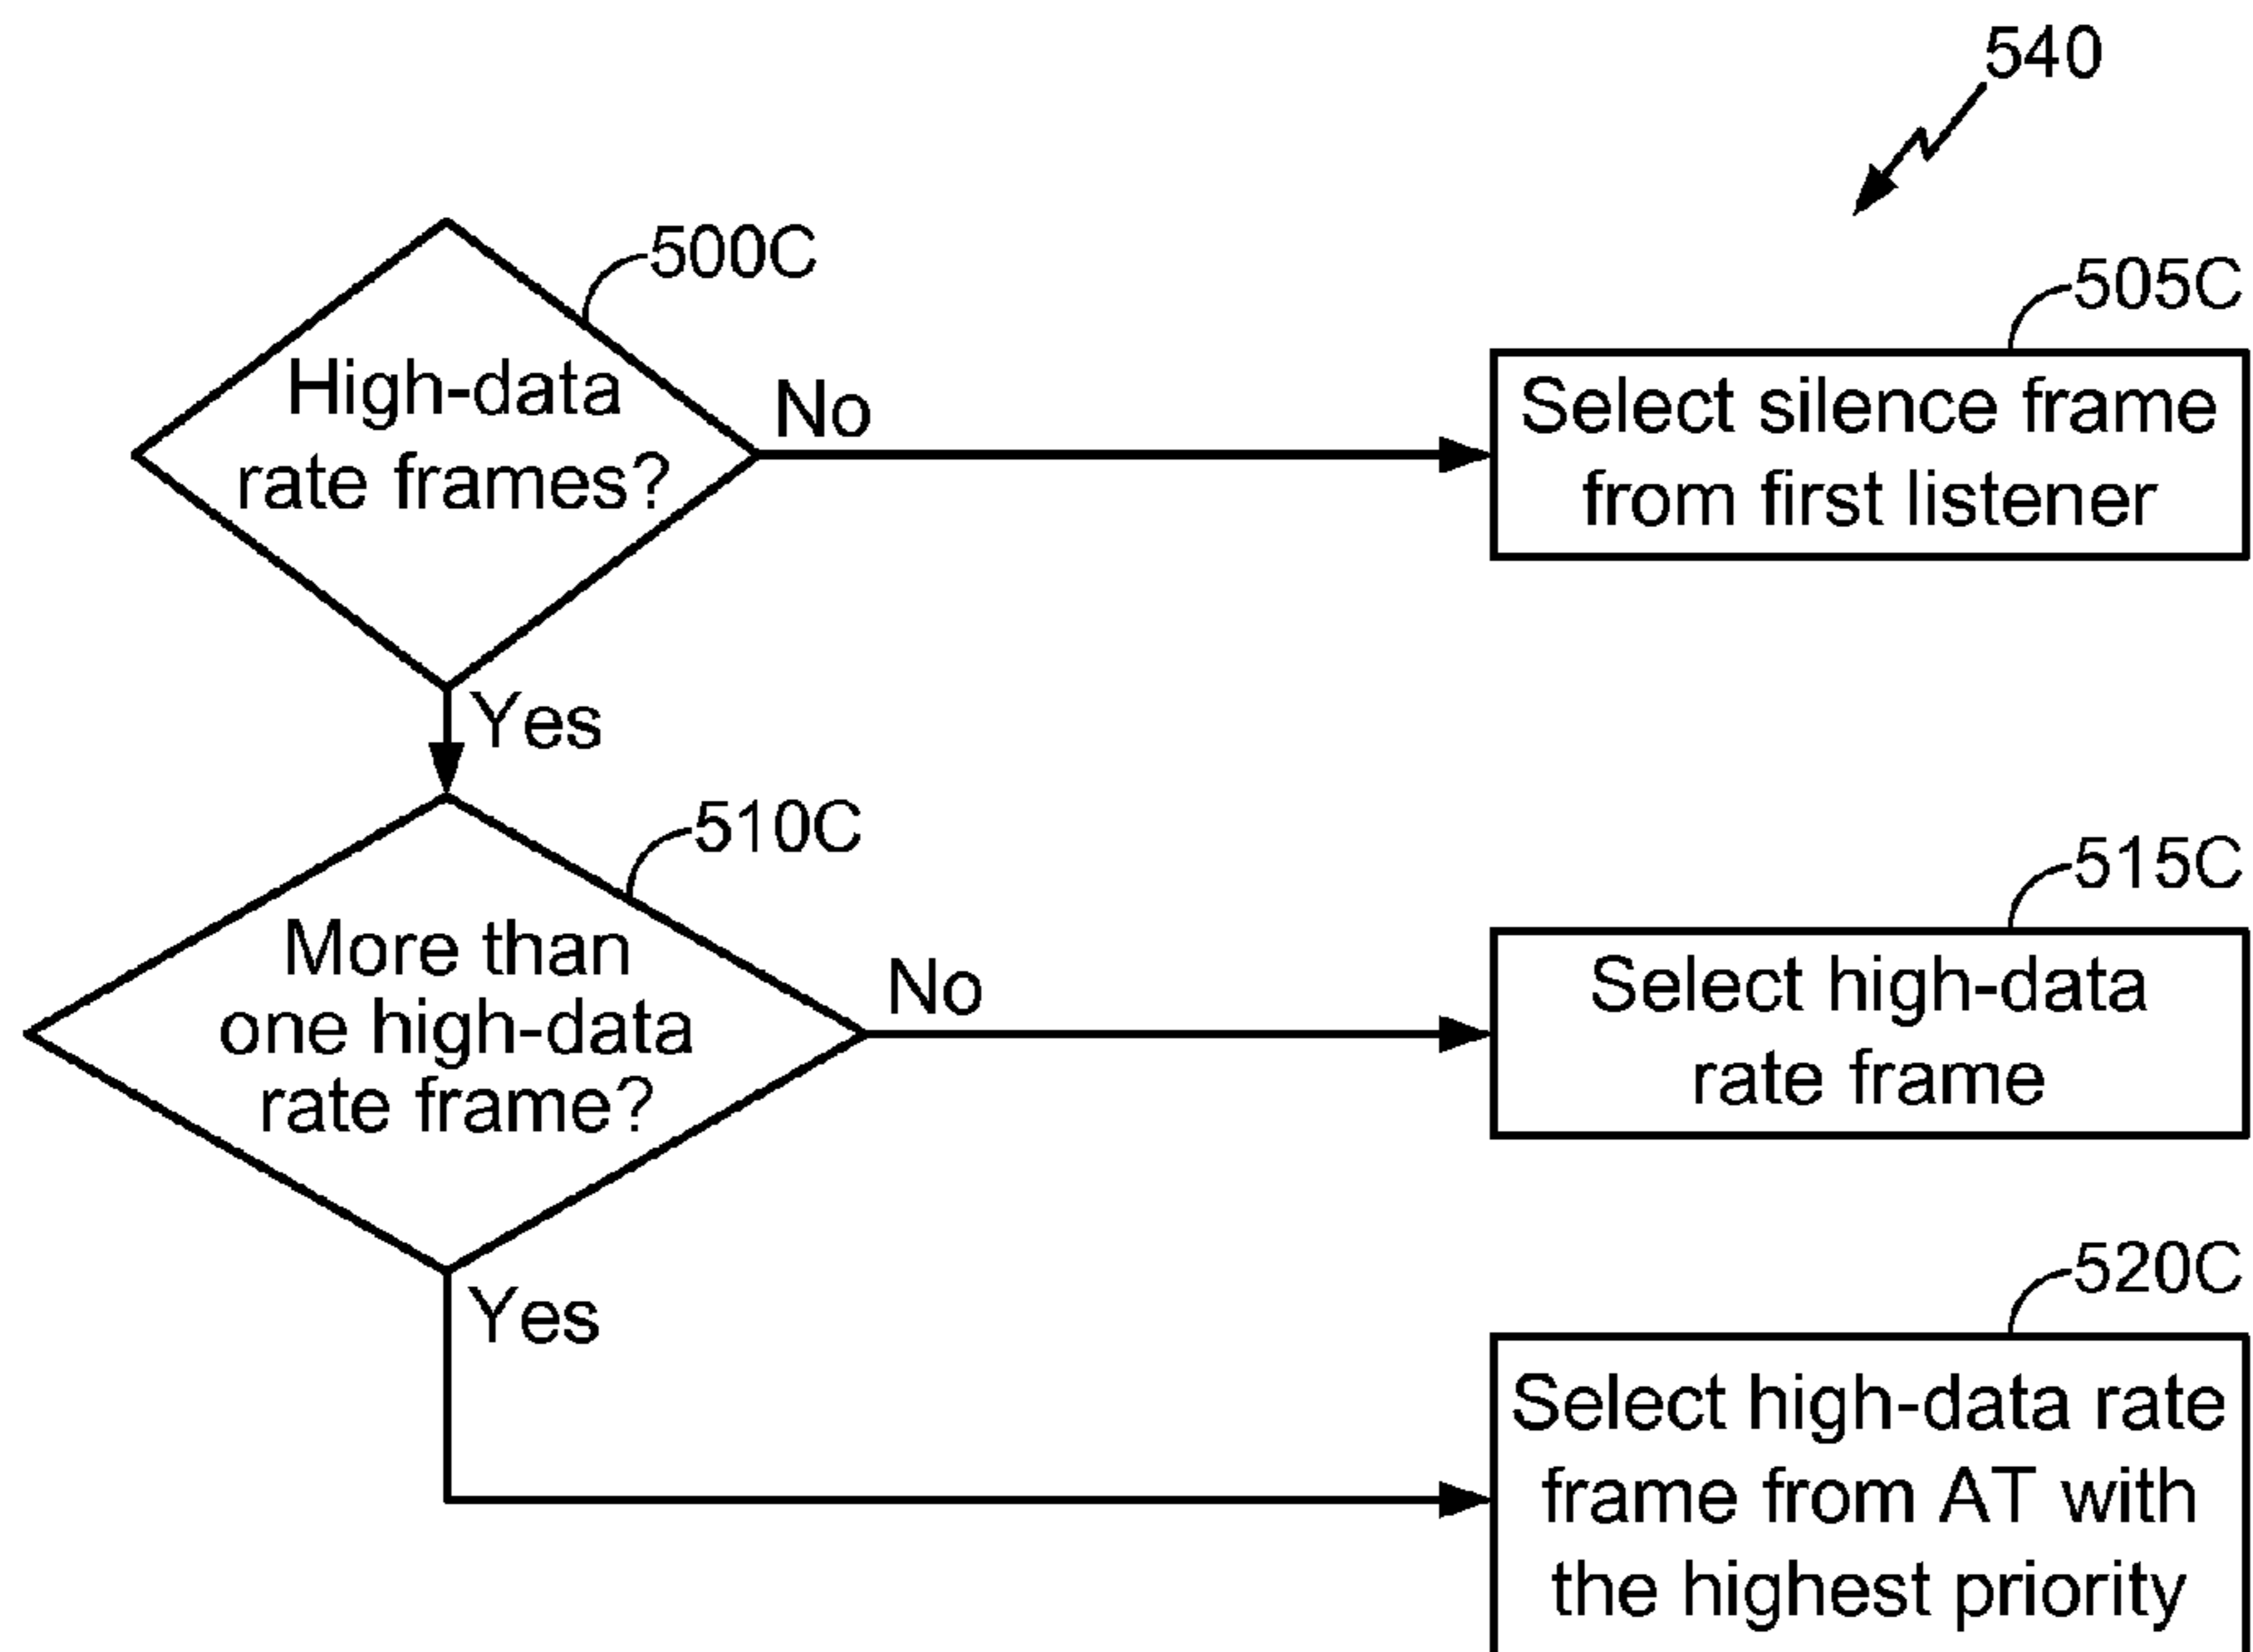 540
500C
505C
High-data
rate frames?
No
Select silence frame
from first listener
Yes
510C
515C
More than
one high-data
rate frame?
No
Select high-data
rate frame
520C
Yes
Select high-data rate
frame from AT with
the highest priority